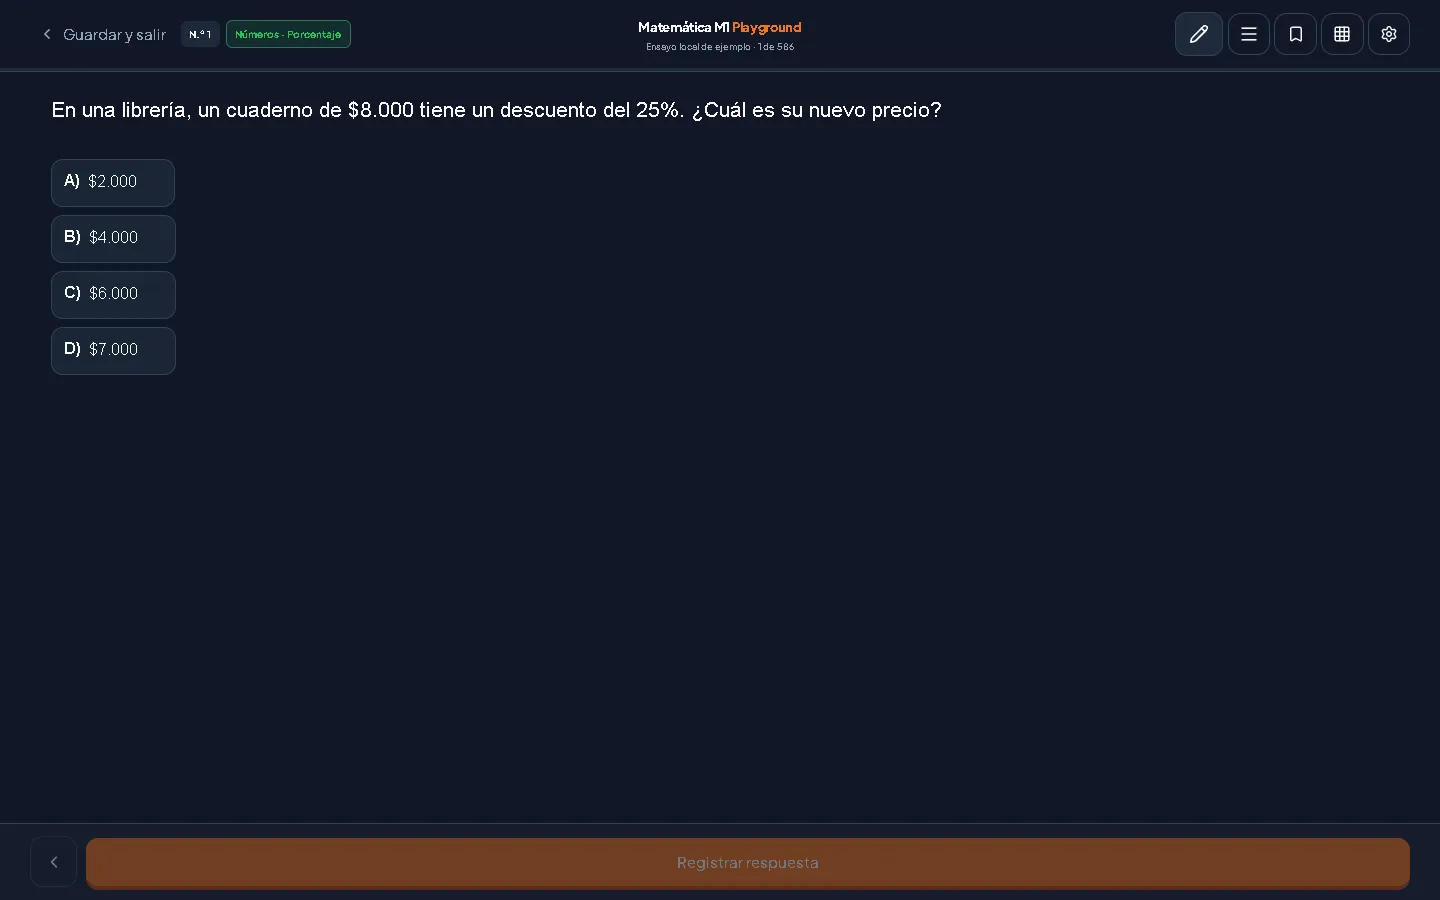 Guardar y salir
N.° 1
Números · Porcentaje
Matemática M1 Playground
Ensayo local de ejemplo · 1 de 586
En una librería, un cuaderno de $8.000 tiene un descuento del 25%. ¿Cuál es su nuevo precio?
A) $2.000
B) $4.000
C) $6.000
D) $7.000
Registrar respuesta